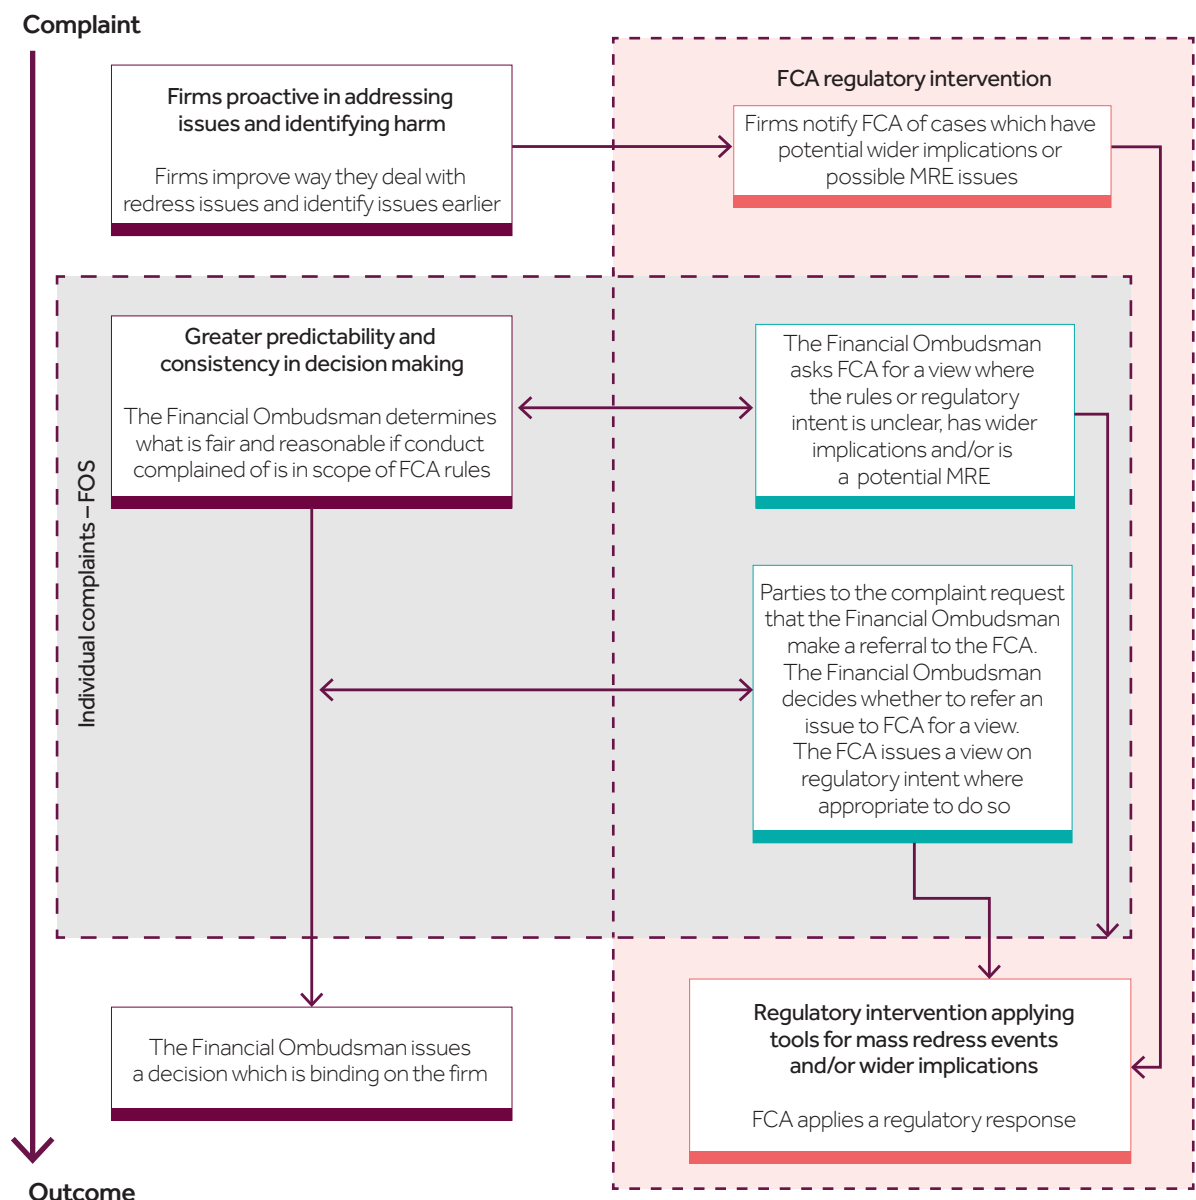 Complaint
Firms proactive in addressing
issues and identifying harm
Firms improve way they deal with
redress issues and identify issues earlier
FCA regulatory intervention
Firms notify FCA of cases which have
potential wider implications or
possible MRE issues
Individual complaints – FOS
Greater predictability and
consistency in decision making
The Financial Ombudsman determines
what is fair and reasonable if conduct
complained of is in scope of FCA rules
The Financial Ombudsman
asks FCA for a view where
the rules or regulatory
intent is unclear, has wider
implications and/or is
a potential MRE
Parties to the complaint request
that the Financial Ombudsman
make a referral to the FCA.
The Financial Ombudsman
decides whether to refer an
issue to FCA for a view.
The FCA issues a view on
regulatory intent where
appropriate to do so
The Financial Ombudsman issues
a decision which is binding on the firm
Regulatory intervention applying
tools for mass redress events
and/or wider implications
FCA applies a regulatory response
Outcome